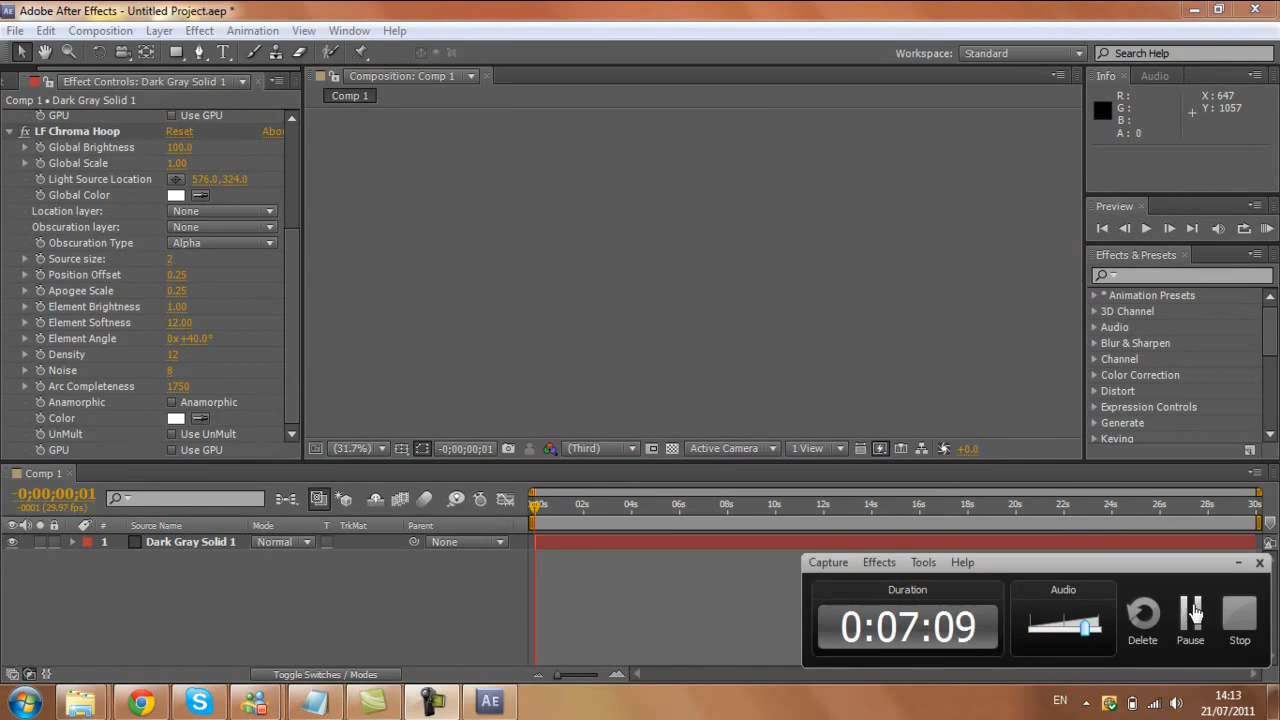 Adobe After Effects - Untitled Project.aep *
File Edit Composition Layer Effect Animation View Window Help
Workspace: Standard Search Help
Effect Controls: Dark Gray Solid 1
Composition: Comp 1
Info Audio
Comp 1 • Dark Gray Solid 1
Comp 1
R:
G:
B:
A: 0
X: 647
Y: 1057
GPU Use GPU
fx LF Chroma Hoop Reset Abou
Global Brightness 100.0
Global Scale 1.00
Light Source Location 576.0,324.0
Global Color
Location layer: None
Obscuration layer: None
Obscuration Type Alpha
Source size: 2
Position Offset 0.25
Apogee Scale 0.25
Element Brightness 1.00
Element Softness 12.00
Element Angle 0x+40.0°
Density 12
Noise 8
Arc Completeness 1750
Anamorphic Anamorphic
Color
UnMult Use UnMult
GPU Use GPU
(31.7%) -0;00;00;01 (Third) Active Camera 1 View +0.0
Preview
Effects & Presets
* Animation Presets
3D Channel
Audio
Blur & Sharpen
Channel
Color Correction
Distort
Expression Controls
Generate
Keying
Comp 1
-0;00;00;01
-0001 (29.97 fps)
02s 04s 06s 08s 10s 12s 14s 16s 18s 20s 22s 24s 26s 28s 30s
# Source Name Mode T TrkMat Parent
1 Dark Gray Solid 1 Normal None
Toggle Switches / Modes
Capture Effects Tools Help
Duration
0:07:09
Audio
Delete Pause Stop
Ae
EN
14:13
21/07/2011